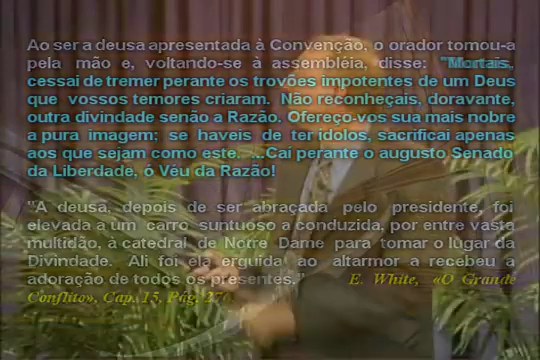 Ao ser a deusa apresentada à Convenção, o orador tomou-a
pela mão e, voltando-se à assembléia, disse: "Mortais,
cessai de tremer perante os trovões impotentes de um Deus
que vossos temores criaram. Não reconheçais, doravante,
outra divindade senão a Razão. Ofereço-vos sua mais nobre
a pura imagem; se haveis de ter ídolos, sacrificai apenas
aos que sejam como este. ...Caí perante o augusto Senado
da Liberdade, ó Véu da Razão!
"A deusa, depois de ser abraçada pelo presidente, foi
elevada a um carro suntuoso a conduzida, por entre vasta
multidão, à catedral de Notre Dame para tomar o lugar da
Divindade. Ali foi ela erguida ao altarmor a recebeu a
adoração de todos os presentes." E. White, «O Grande
Conflito», Cap. 15, Pág. 276.